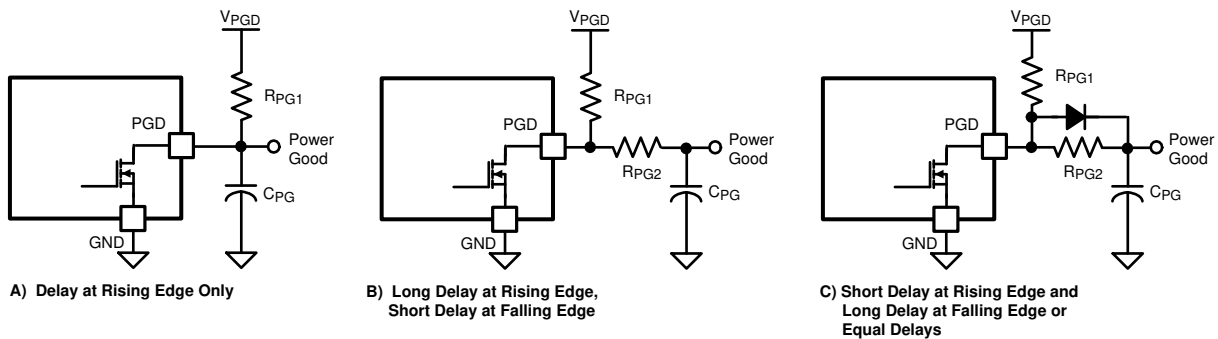 VPGD
RPG1
PGD
Power
Good
CPG
GND
A) Delay at Rising Edge Only
VPGD
RPG1
PGD
Power
Good
RPG2
CPG
GND
B) Long Delay at Rising Edge,
Short Delay at Falling Edge
VPGD
RPG1
PGD
Power
Good
RPG2
CPG
GND
C) Short Delay at Rising Edge and
Long Delay at Falling Edge or
Equal Delays